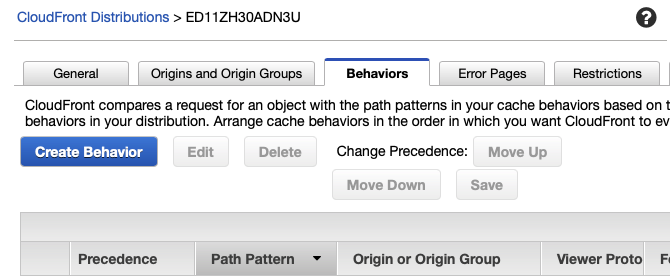 CloudFront Distributions > ED11ZH30ADN3U
?
General
Origins and Origin Groups
Behaviors
Error Pages
Restrictions
CloudFront compares a request for an object with the path patterns in your cache behaviors based on
behaviors in your distribution. Arrange cache behaviors in the order in which you want CloudFront to
Create Behavior
Edit
Delete
Change Precedence:
Move Up
Move Down
Save
Precedence
Path Pattern
Origin or Origin Group
Viewer Proto